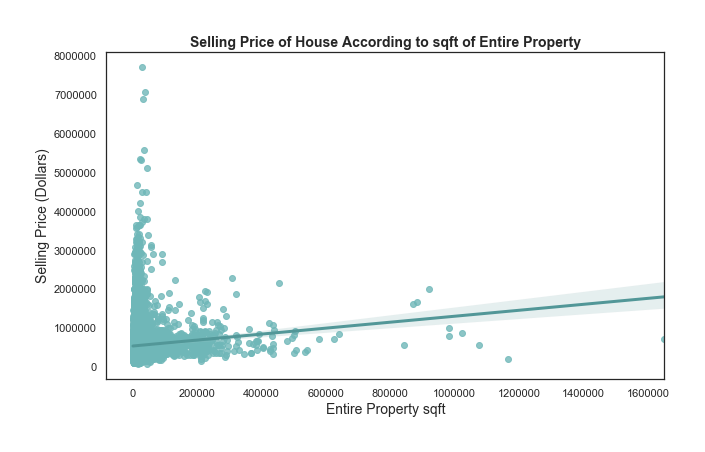 Selling Price of House According to sqft of Entire Property
8000000
7000000
6000000
5000000
4000000
3000000
2000000
1000000
0
Selling Price (Dollars)
0 200000 400000 600000 800000 1000000 1200000 1400000 1600000
Entire Property sqft